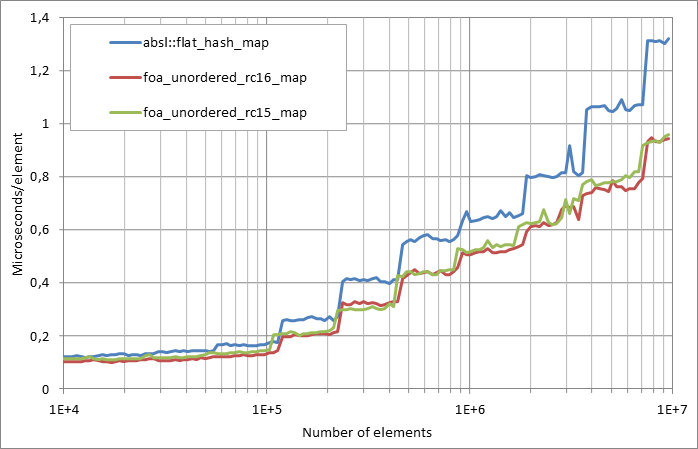 1,4
1,2
1
0,8
0,6
0,4
0,2
0
Microseconds/element
absl::flat_hash_map
foa_unordered_rc16_map
foa_unordered_rc15_map
1E+4
1E+5
1E+6
1E+7
Number of elements